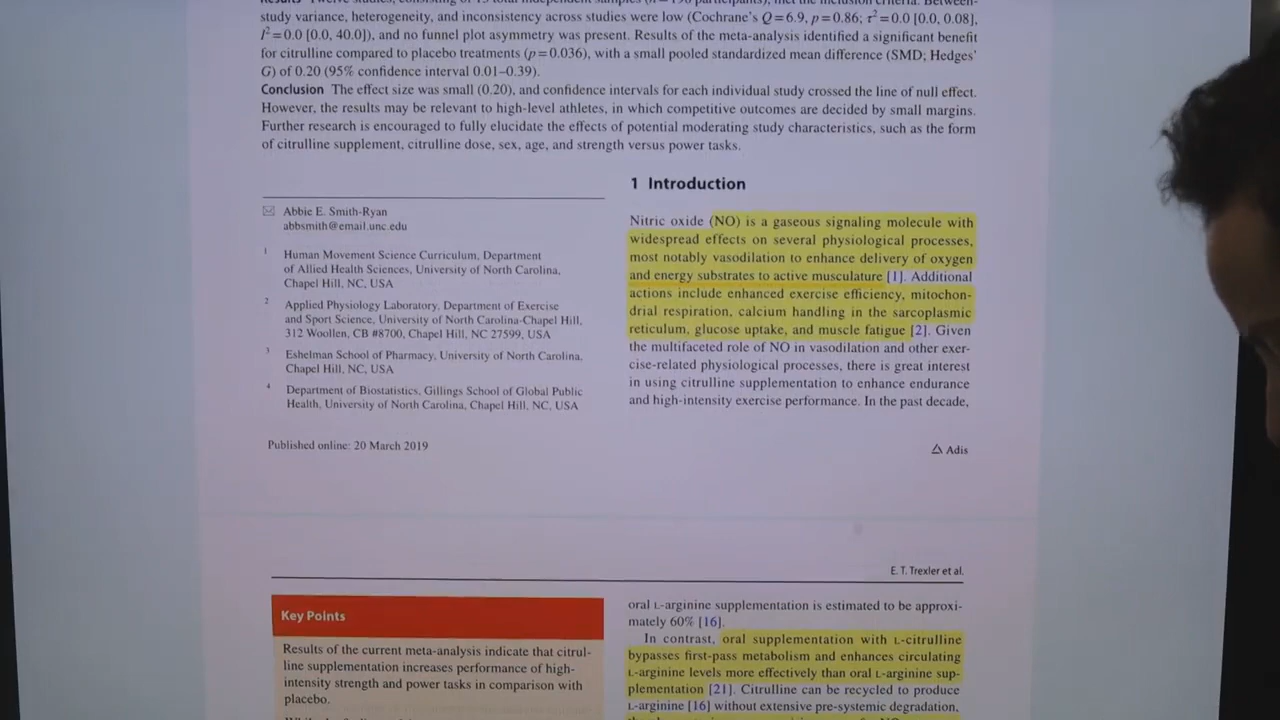 study variance, heterogeneity, and inconsistency across studies were low (Cochrane's Q=6.9, p=0.86; τ²=0.0 [0.0, 0.08],
I²=0.0 [0.0, 40.0]), and no funnel plot asymmetry was present. Results of the meta-analysis identified a significant benefit
for citrulline compared to placebo treatments (p=0.036), with a small pooled standardized mean difference (SMD; Hedges'
G) of 0.20 (95% confidence interval 0.01–0.39).
Conclusion The effect size was small (0.20), and confidence intervals for each individual study crossed the line of null effect.
However, the results may be relevant to high-level athletes, in which competitive outcomes are decided by small margins.
Further research is encouraged to fully elucidate the effects of potential moderating study characteristics, such as the form
of citrulline supplement, citrulline dose, sex, age, and strength versus power tasks.
Abbie E. Smith-Ryan
abbsmith@email.unc.edu
1 Human Movement Science Curriculum, Department
of Allied Health Sciences, University of North Carolina,
Chapel Hill, NC, USA
2 Applied Physiology Laboratory, Department of Exercise
and Sport Science, University of North Carolina-Chapel Hill,
312 Woollen, CB #8700, Chapel Hill, NC 27599, USA
3 Eshelman School of Pharmacy, University of North Carolina,
Chapel Hill, NC, USA
4 Department of Biostatistics, Gillings School of Global Public
Health, University of North Carolina, Chapel Hill, NC, USA
Published online: 20 March 2019
1 Introduction
Nitric oxide (NO) is a gaseous signaling molecule with
widespread effects on several physiological processes,
most notably vasodilation to enhance delivery of oxygen
and energy substrates to active musculature [1]. Additional
actions include enhanced exercise efficiency, mitochon-
drial respiration, calcium handling in the sarcoplasmic
reticulum, glucose uptake, and muscle fatigue [2]. Given
the multifaceted role of NO in vasodilation and other exer-
cise-related physiological processes, there is great interest
in using citrulline supplementation to enhance endurance
and high-intensity exercise performance. In the past decade,
Adis
E. T. Trexler et al.
Key Points
Results of the current meta-analysis indicate that citrul-
line supplementation increases performance of high-
intensity strength and power tasks in comparison with
placebo.
oral L-arginine supplementation is estimated to be approxi-
mately 60% [16].
In contrast, oral supplementation with L-citrulline
bypasses first-pass metabolism and enhances circulating
L-arginine levels more effectively than oral L-arginine sup-
plementation [21]. Citrulline can be recycled to produce
L-arginine [16] without extensive pre-systemic degradation,